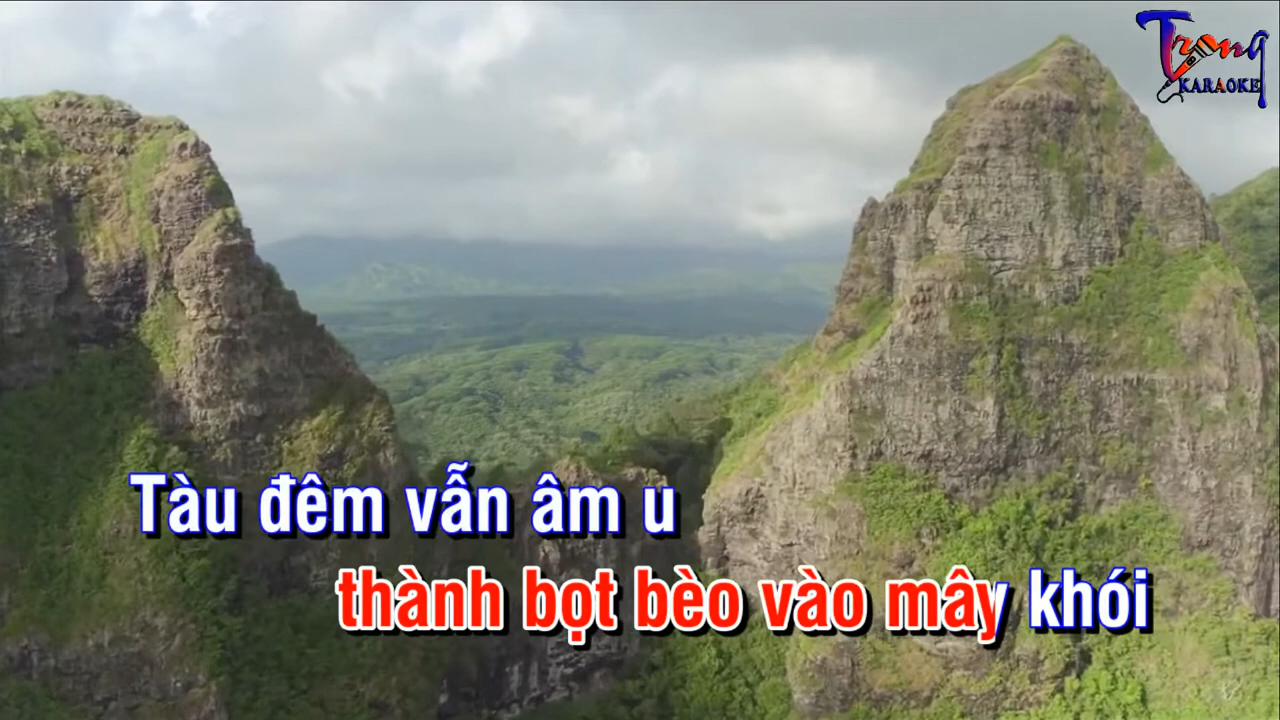 Trọng
KARAOKE
Tàu đêm vẫn âm u
thành bọt bèo vào mây khói